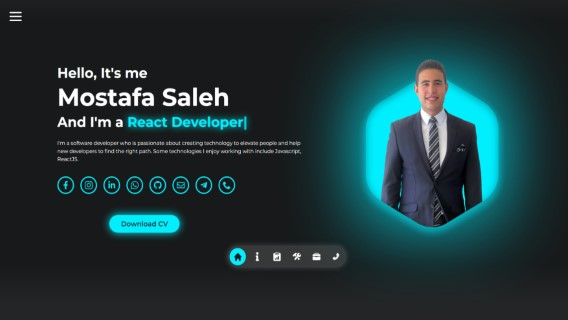 Hello, It's me
Mostafa Saleh
And I'm a React Developer|
I'm a software developer who is passionate about creating technology to elevate people and help
new developers to find the right path. Some technologies I enjoy working with include Javascript,
ReactJS.
Download CV